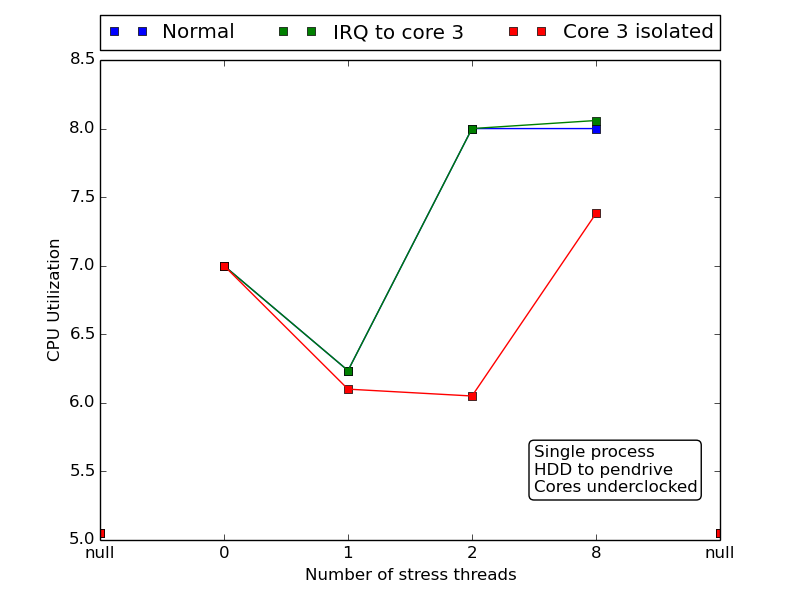 Normal IRQ to core 3 Core 3 isolated
8.5
8.0
7.5
7.0
6.5
6.0
5.5
5.0
CPU Utilization
Single process
HDD to pendrive
Cores underclocked
null 0 1 2 8 null
Number of stress threads